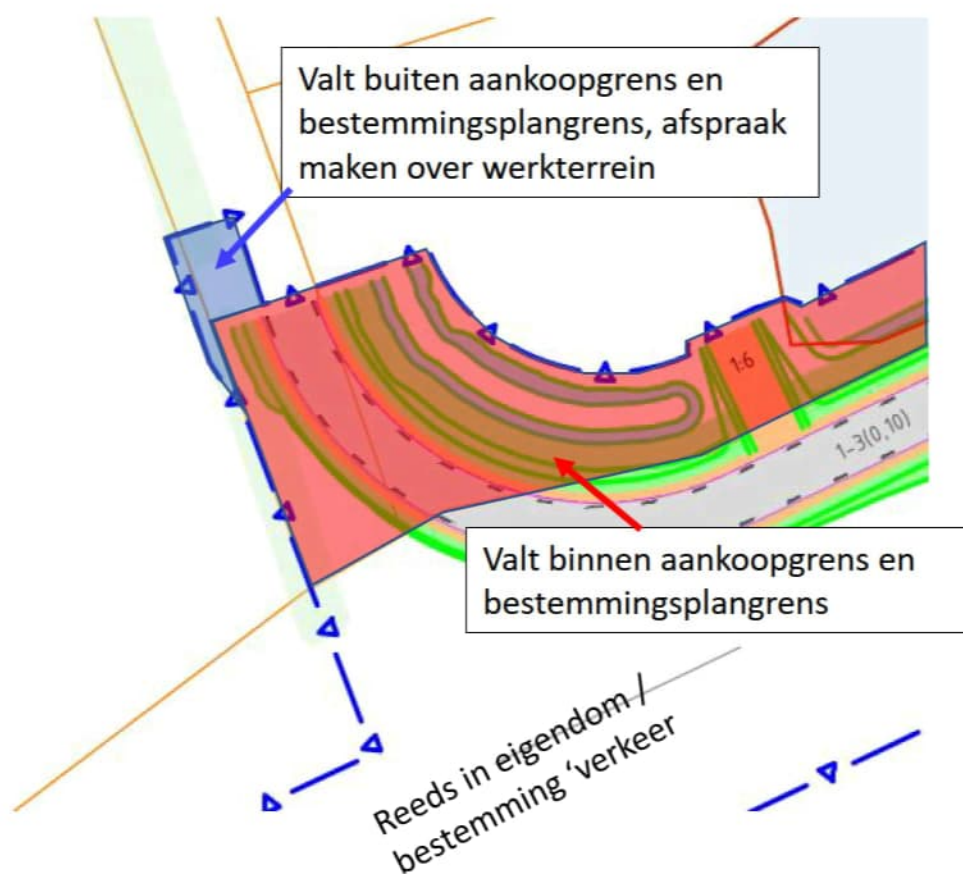 Valt buiten aankoopgrens en
bestemmingsplangrens, afspraak
maken over werkterrein
1:6
1-3(0,10)
Valt binnen aankoopgrens en
bestemmingsplangrens
Reeds in eigendom /
bestemming ‘verkeer